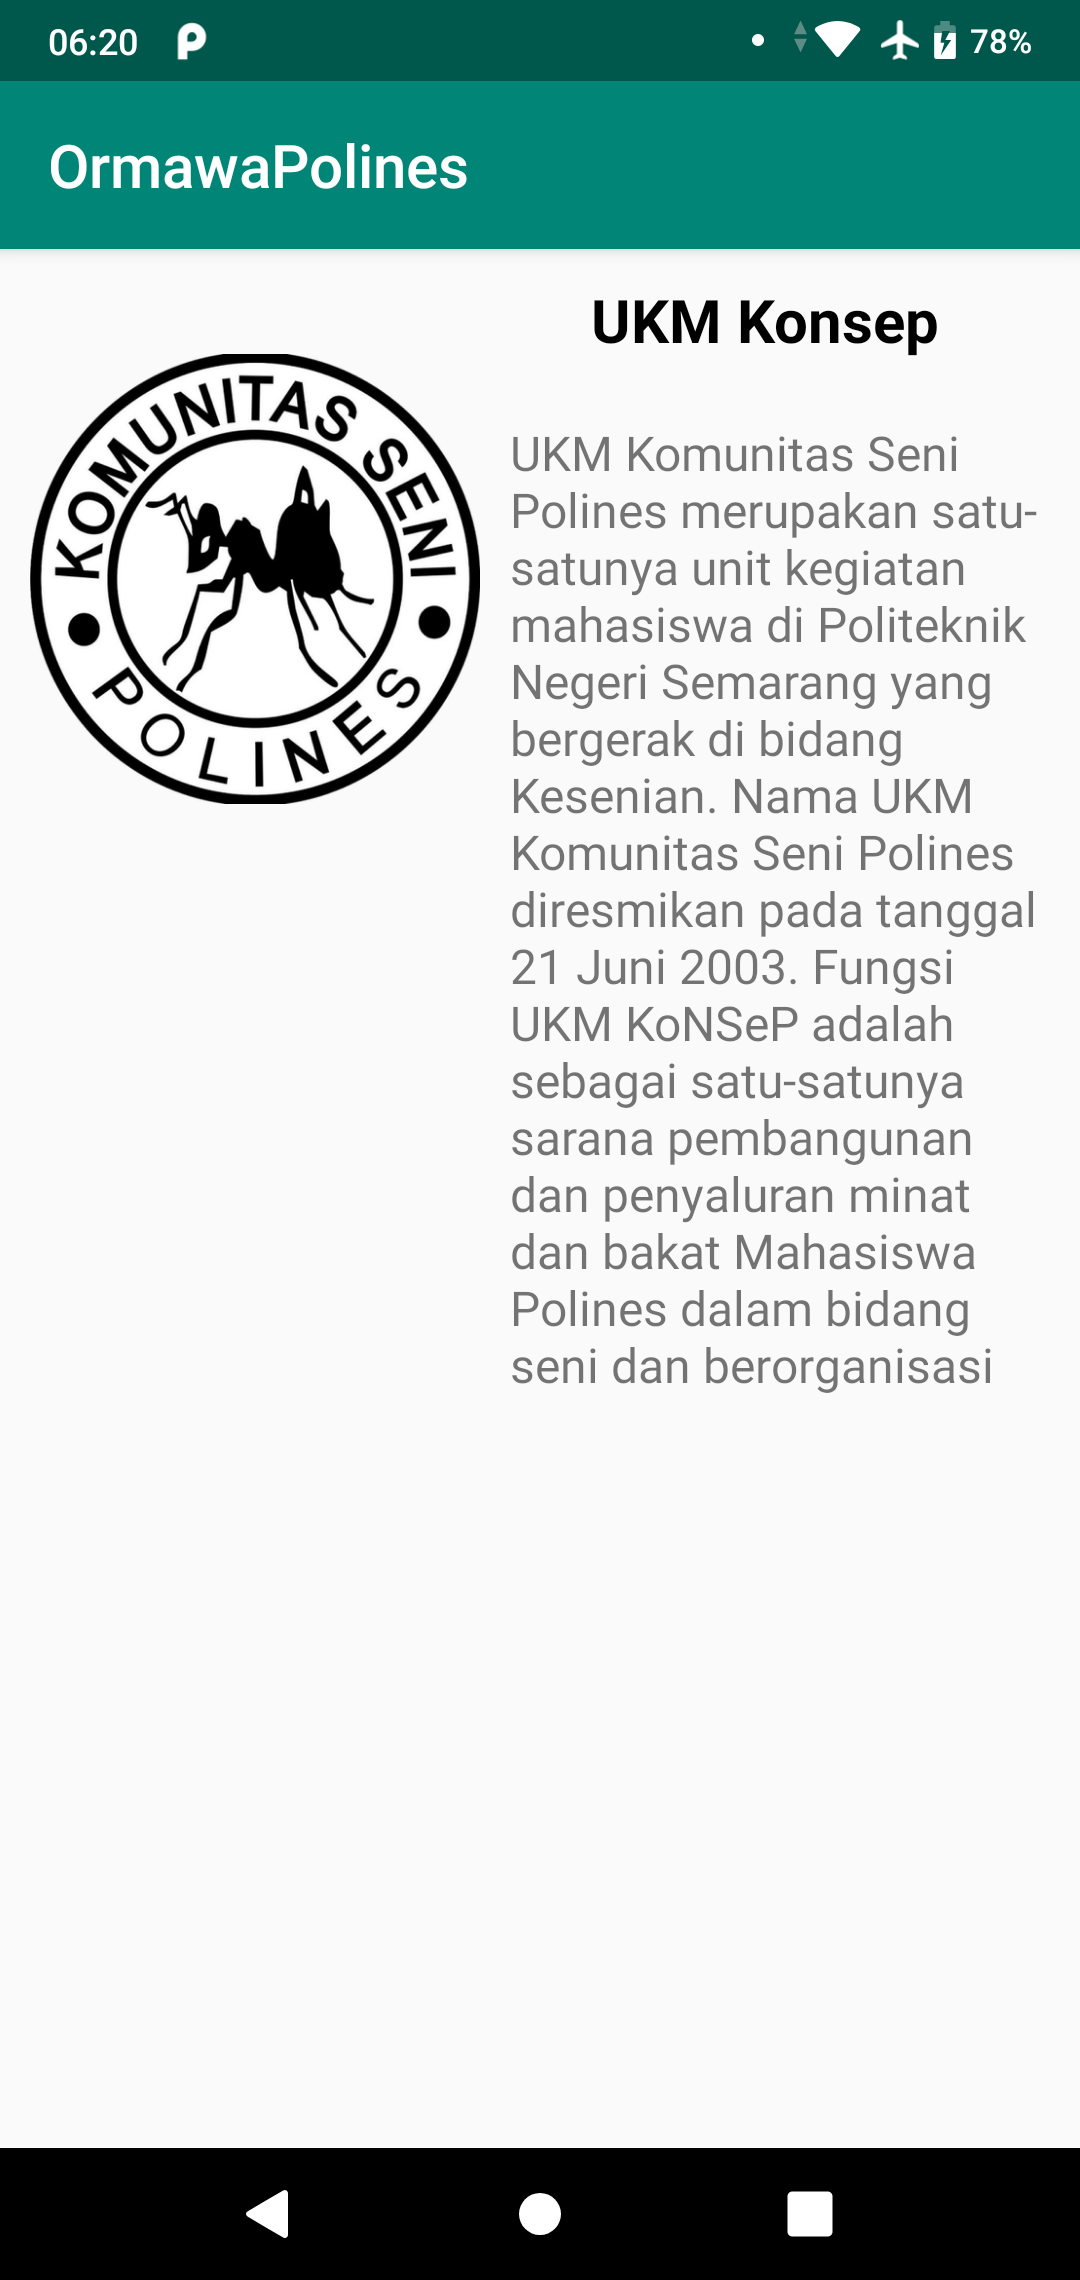 06:20
78%
OrmawaPolines
UKM Konsep
KOMUNITAS SENI
POLINES
UKM Komunitas Seni
Polines merupakan satu-
satunya unit kegiatan
mahasiswa di Politeknik
Negeri Semarang yang
bergerak di bidang
Kesenian. Nama UKM
Komunitas Seni Polines
diresmikan pada tanggal
21 Juni 2003. Fungsi
UKM KoNSeP adalah
sebagai satu-satunya
sarana pembangunan
dan penyaluran minat
dan bakat Mahasiswa
Polines dalam bidang
seni dan berorganisasi